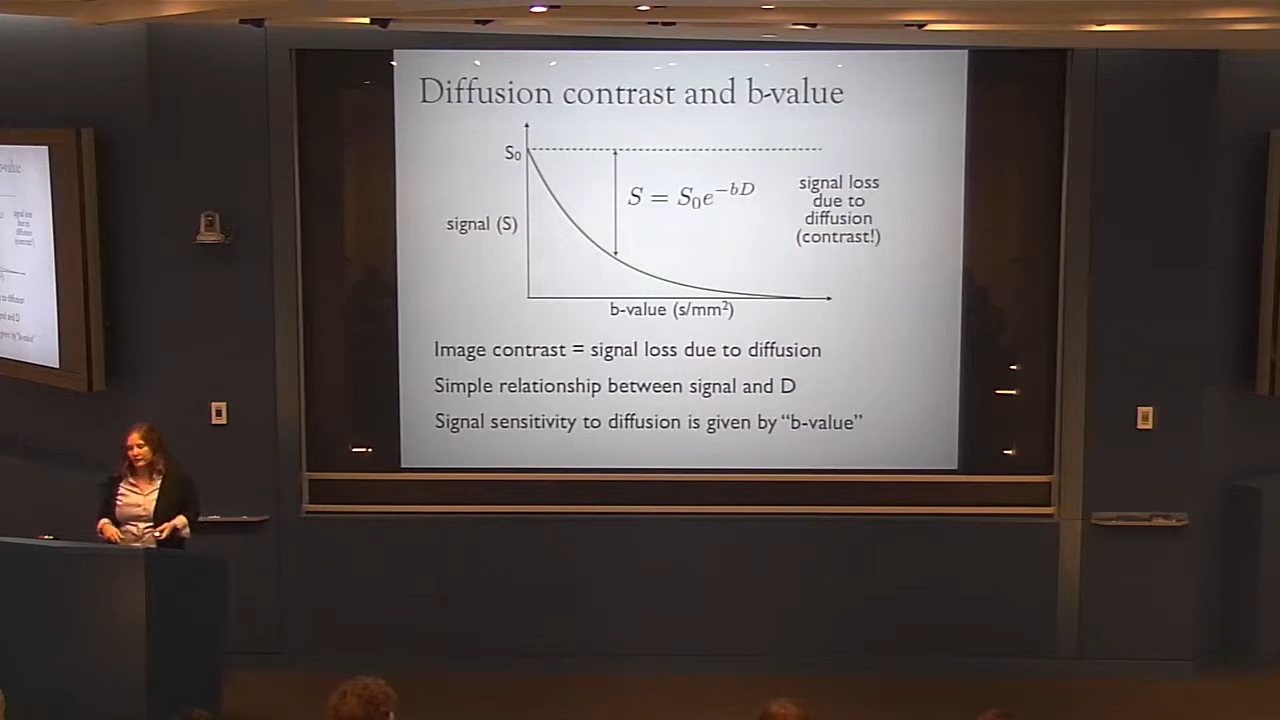 Diffusion contrast and b-value
S₀
S = S₀e^{-bD}
signal (S)
signal loss
due to
diffusion
(contrast!)
b-value (s/mm²)
Image contrast = signal loss due to diffusion
Simple relationship between signal and D
Signal sensitivity to diffusion is given by “b-value”